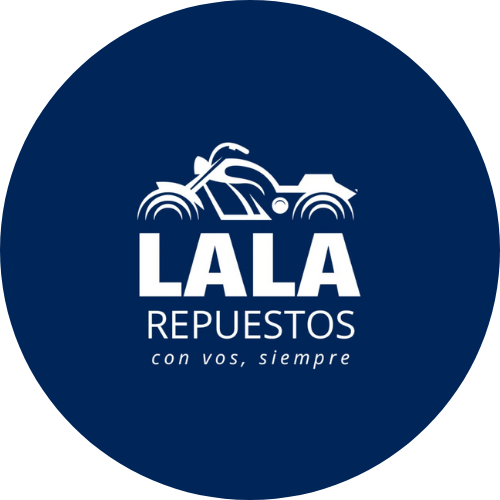 LALA
REPUESTOS
con vos, siempre